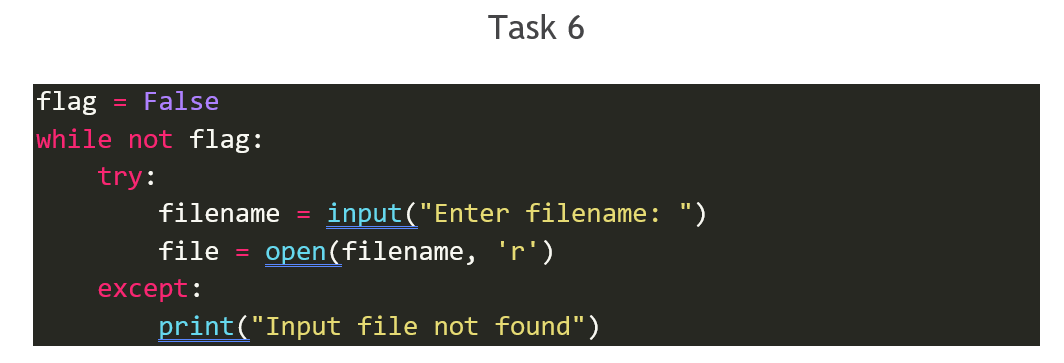 Task 6
flag = False
while not flag:
    try:
        filename = input("Enter filename: ")
        file = open(filename, 'r')
    except:
        print("Input file not found")